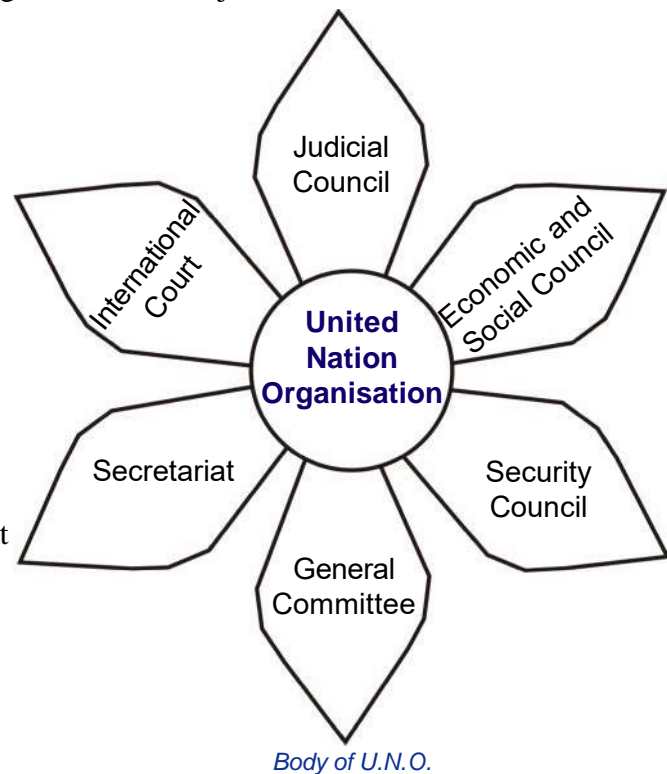 Judicial
Council
International
Court
Economic and
Social Council
United
Nation
Organisation
Secretariat
Security
Council
t
General
Committee
Body of U.N.O.